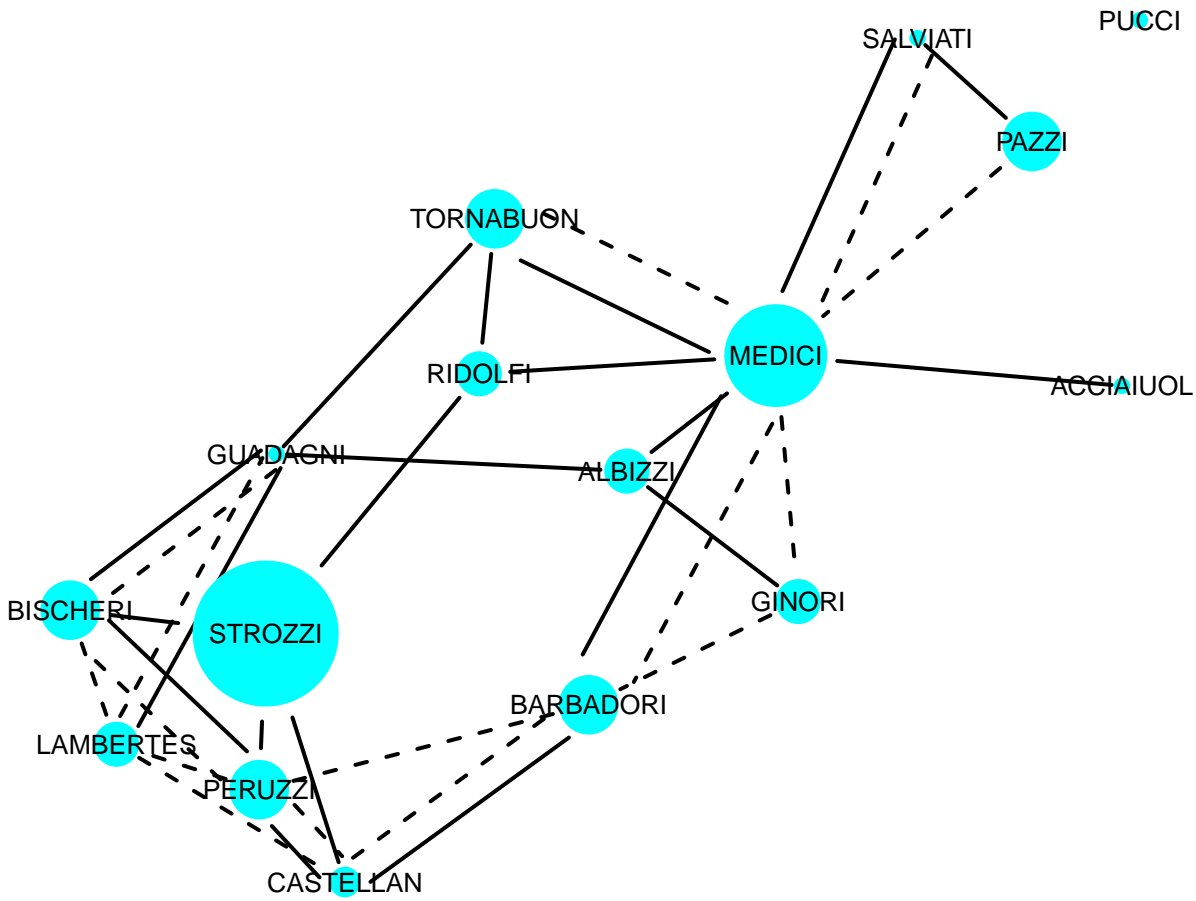 PUCCI
SALVIATI
PAZZI
TORNABUON
MEDICI
RIDOLFI
ACCIAIUOL
GUADAGNI
ALBIZZI
GINORI
BISCHERI
STROZZI
BARBADORI
LAMBERTES
PERUZZI
CASTELLAN